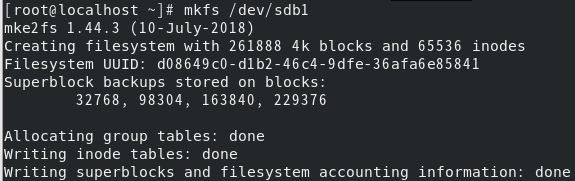 [root@localhost ~]# mkfs /dev/sdb1
mke2fs 1.44.3 (10-July-2018)
Creating filesystem with 261888 4k blocks and 65536 inodes
Filesystem UUID: d08649c0-d1b2-46c4-9dfe-36afa6e85841
Superblock backups stored on blocks:
        32768, 98304, 163840, 229376

Allocating group tables: done
Writing inode tables: done
Writing superblocks and filesystem accounting information: done